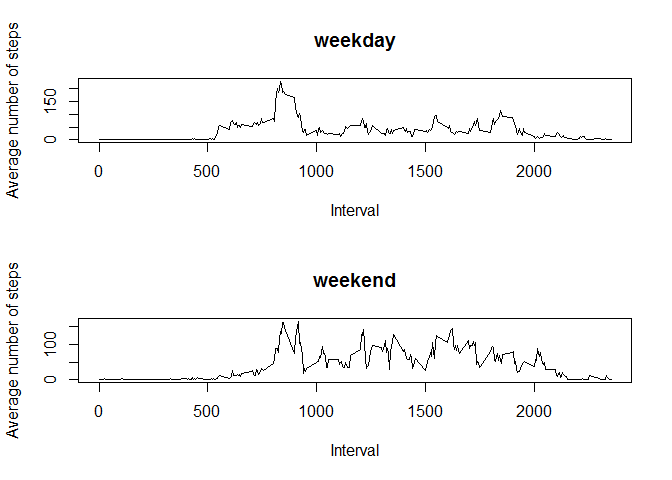 weekday
Average number of steps
150
0
0 500 1000 1500 2000
Interval
weekend
Average number of steps
100
0
0 500 1000 1500 2000
Interval